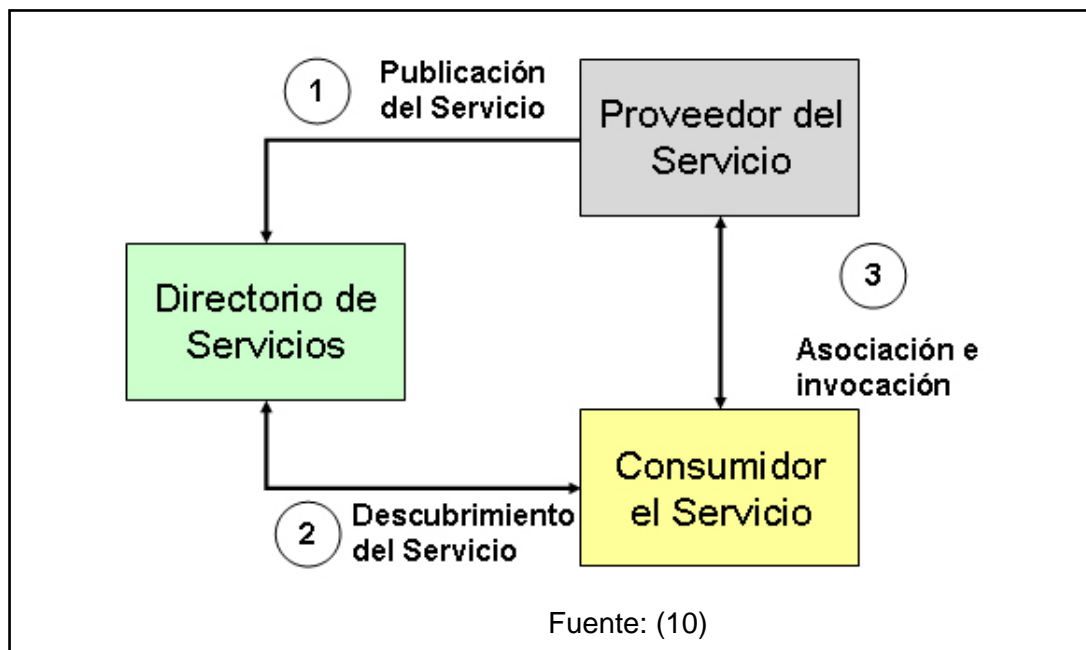 1
Publicación
del Servicio
Proveedor del
Servicio
Directorio de
Servicios
3
Asociación e
invocación
2
Descubrimiento
del Servicio
Consumidor
el Servicio
Fuente: (10)